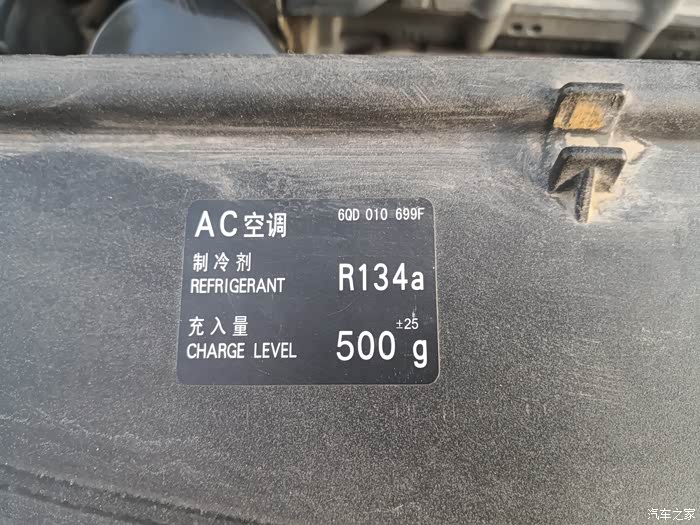 AC空调 6QD 010 699F
制冷剂
REFRIGERANT R134a
充入量 ±25
CHARGE LEVEL 500 g
汽车之家